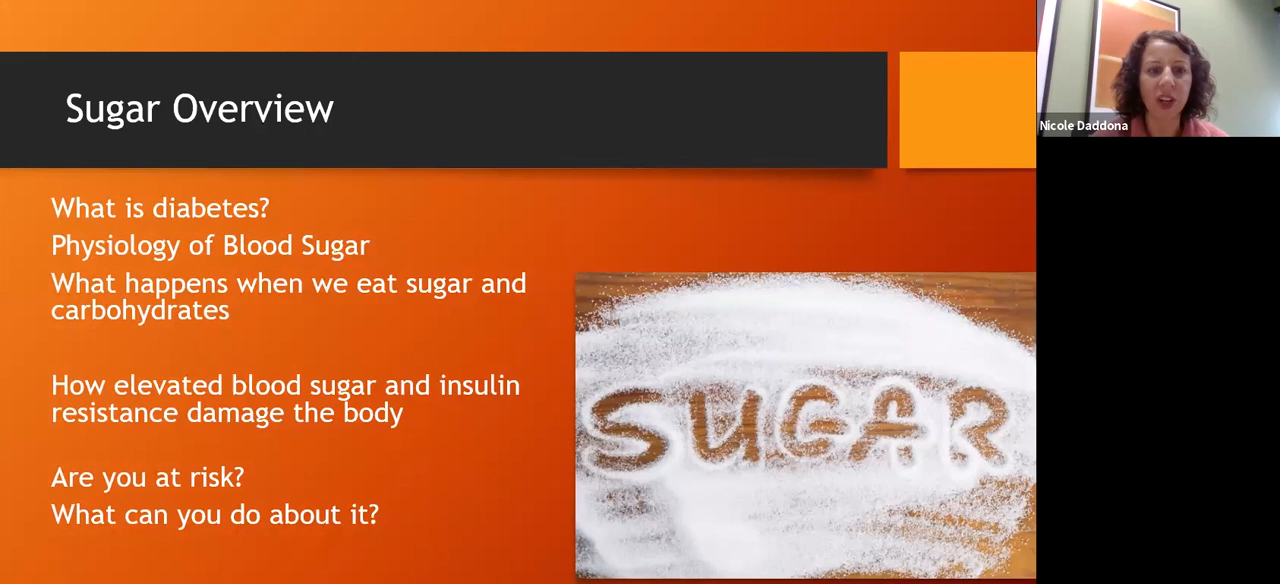 Sugar Overview
Nicole Daddona
What is diabetes?
Physiology of Blood Sugar
What happens when we eat sugar and
carbohydrates
How elevated blood sugar and insulin
resistance damage the body
Are you at risk?
What can you do about it?
SUGAR